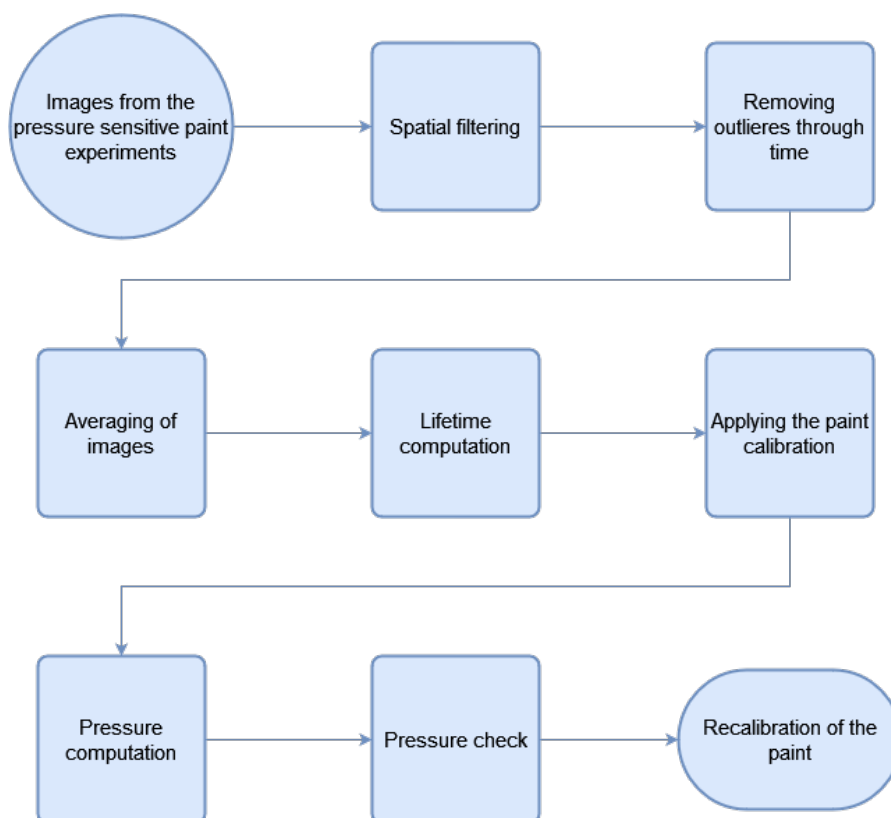 Images from the
pressure sensitive paint
experiments
Spatial filtering
Removing
outlieres through
time
Averaging of
images
Lifetime
computation
Applying the paint
calibration
Pressure
computation
Pressure check
Recalibration of the
paint